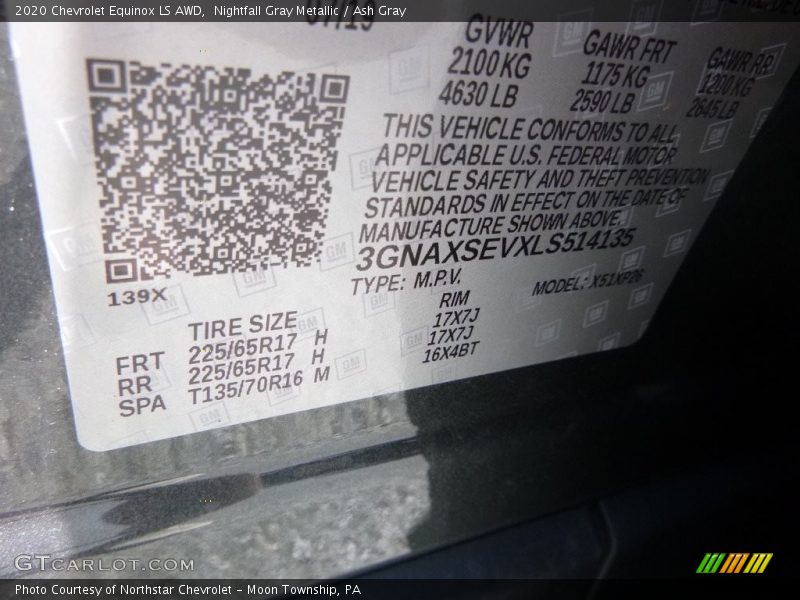 2020 Chevrolet Equinox LS AWD,  Nightfall Gray Metallic / Ash Gray
07/19
GVWR
2100 KG
4630 LB
GAWR FRT
1175 KG
2590 LB
GAWR RR
1200 KG
2645 LB
THIS VEHICLE CONFORMS TO ALL
APPLICABLE U.S. FEDERAL MOTOR
VEHICLE SAFETY AND THEFT PREVENTION
STANDARDS IN EFFECT ON THE DATE OF
MANUFACTURE SHOWN ABOVE.
3GNAXSEVXLS514135
TYPE: M.P.V.
MODEL: X51XP26
139X
TIRE SIZE
RIM
FRT 225/65R17 H 17X7J
RR 225/65R17 H 17X7J
SPA T135/70R16 M 16X4BT
GTCARLOT.COM
Photo Courtesy of Northstar Chevrolet – Moon Township, PA